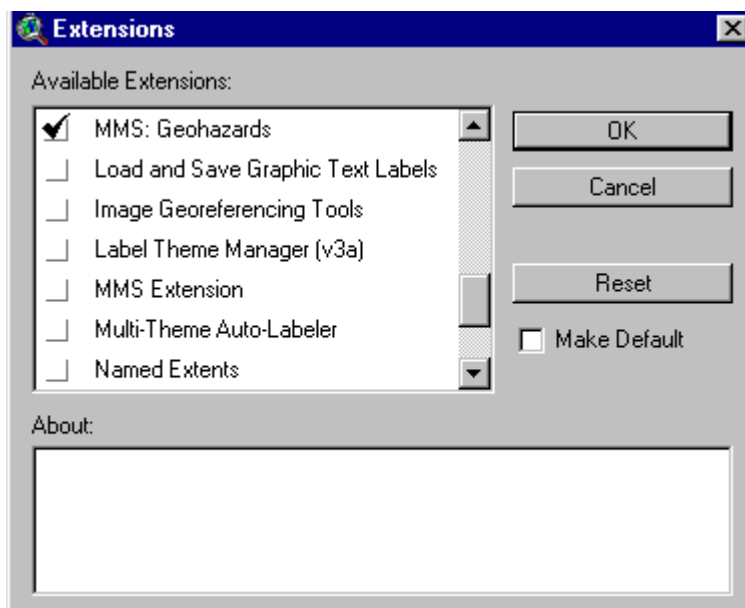 Extensions
Available Extensions:
MMS: Geohazards
Load and Save Graphic Text Labels
Image Georeferencing Tools
Label Theme Manager (v3a)
MMS Extension
Multi-Theme Auto-Labeler
Named Extents
OK
Cancel
Reset
Make Default
About: